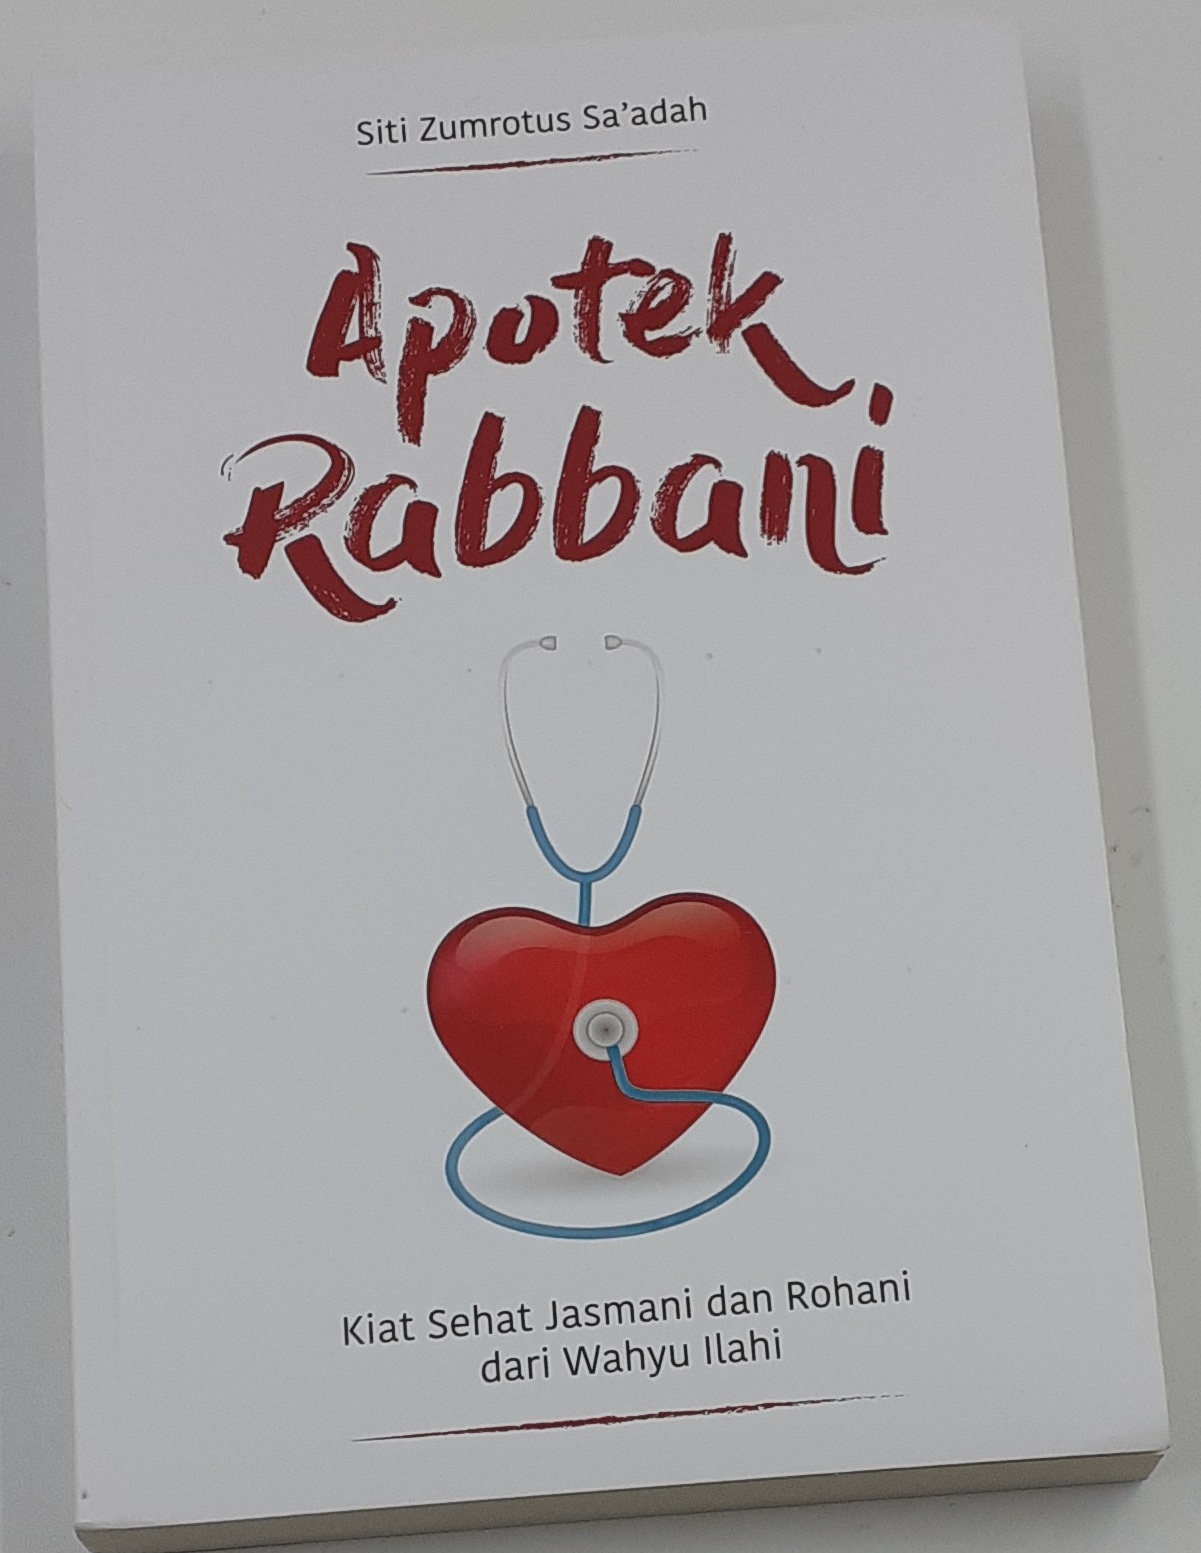 Siti Zumrotus Sa'adah
Apotek
Rabbani
Kiat Sehat Jasmani dan Rohani
dari Wahyu Ilahi